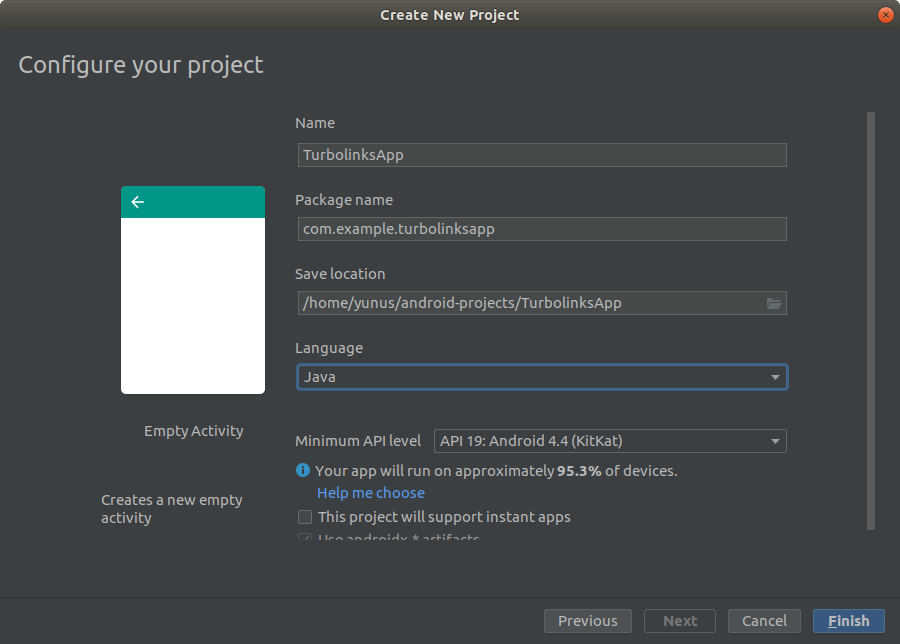 Create New Project
Configure your project
Name
TurbolinksApp
Package name
com.example.turbolinksapp
Save location
/home/yunus/android-projects/TurbolinksApp
Language
Java
Empty Activity
Minimum API level
API 19: Android 4.4 (KitKat)
Your app will run on approximately 95.3% of devices.
Help me choose
Creates a new empty
activity
This project will support instant apps
Use androidx.* artifacts
Previous
Next
Cancel
Finish